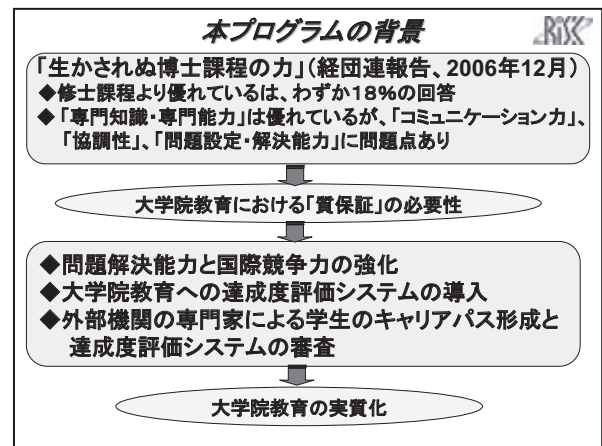 本プログラムの背景
RiSK
「生かされぬ博士課程の力」(経団連報告、2006年12月)
◆修士課程より優れているは、わずか18%の回答
◆「専門知識・専門能力」は優れているが、「コミュニケーション力」、
「協調性」、「問題設定・解決能力」に問題点あり
大学院教育における「質保証」の必要性
◆問題解決能力と国際競争力の強化
◆大学院教育への達成度評価システムの導入
◆外部機関の専門家による学生のキャリアパス形成と
達成度評価システムの審査
大学院教育の実質化